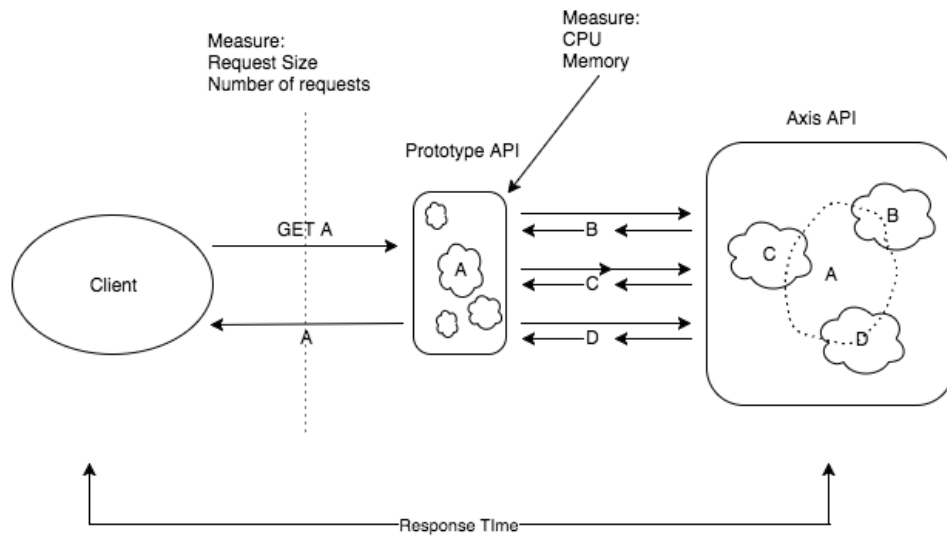 Measure:
Request Size
Number of requests
Measure:
CPU
Memory
Axis API
Prototype API
GET A
Client
A
A
B
C
D
B
C
A
D
Response TIme